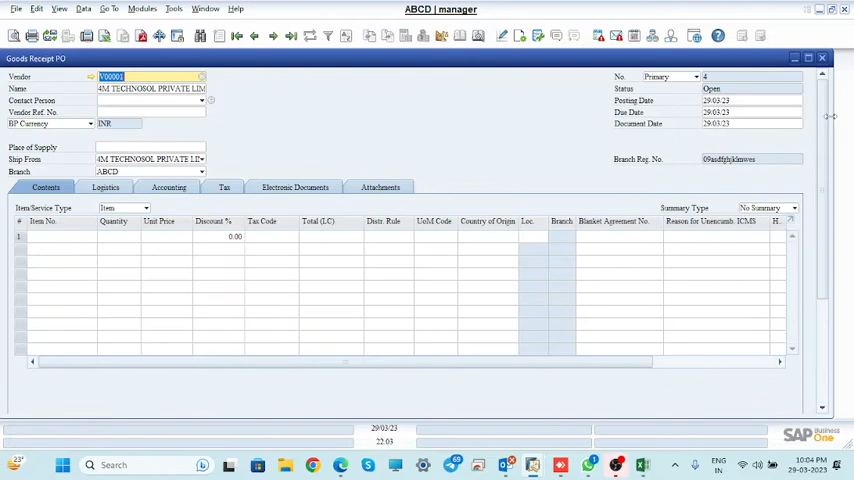 File Edit View Data Go To Modules Tools Window Help
ABCD | manager
Goods Receipt PO
Vendor V00001
Name 4M TECHNOSOL PRIVATE LIM
Contact Person
Vendor Ref. No.
BP Currency INR
Place of Supply
Ship From 4M TECHNOSOL PRIVATE LIN
Branch ABCD
No. Primary 4
Status Open
Posting Date 29/03/23
Due Date 29/03/23
Document Date 29/03/23
Branch Reg. No. 09asdfghjklmwes
Contents Logistics Accounting Tax Electronic Documents Attachments
Item/Service Type Item Summary Type No Summary
# Item No. Quantity Unit Price Discount % Tax Code Total (LC) Distr. Rule UoM Code Country of Origin Loc. Branch Blanket Agreement No. Reason for Unencumb. ICMS H..
1 0.00
29/03/23
22:03
SAP Business One
23°
Search
69
1
ENG
IN
10:04 PM
29-03-2023